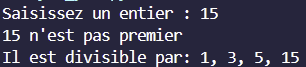 Saisissez un entier : 15
15 n'est pas premier
Il est divisible par: 1, 3, 5, 15